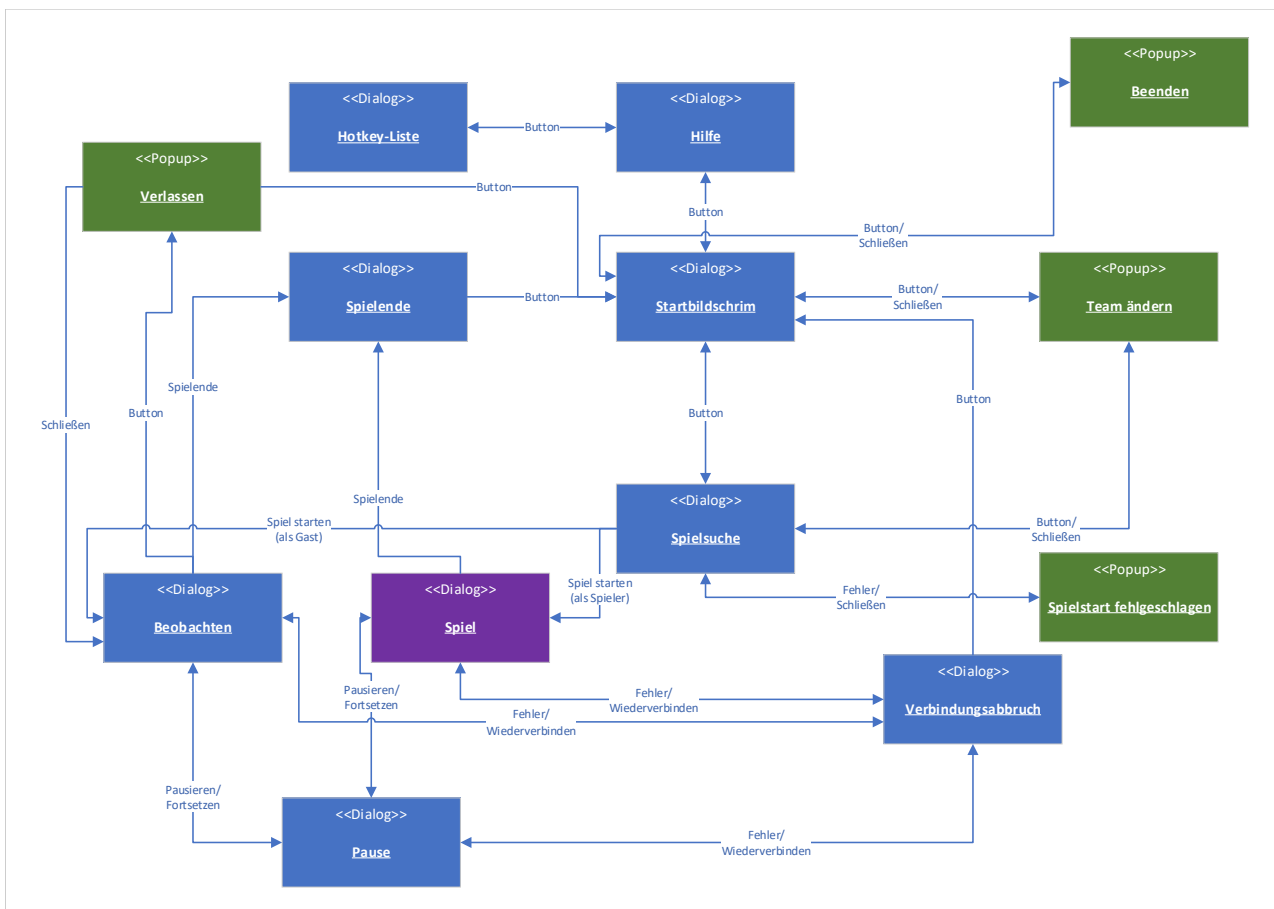 <<Popup>>
Beenden
<<Dialog>>
Hotkey-Liste
Button
<<Dialog>>
Hilfe
<<Popup>>
Verlassen
Button
Button
Button/
Schließen
<<Dialog>>
Spielende
Button
<<Dialog>>
Startbildschrim
Button/
Schließen
<<Popup>>
Team ändern
Spielende
Button
Schließen
Button
Button
Spielende
Spiel starten
(als Gast)
<<Dialog>>
Spielsuche
Button/
Schließen
<<Dialog>>
Beobachten
<<Dialog>>
Spiel
Spiel starten
(als Spieler)
Fehler/
Schließen
<<Popup>>
Spielstart fehlgeschlagen
Pausieren/
Fortsetzen
Fehler/
Wiederverbinden
Fehler/
Wiederverbinden
<<Dialog>>
Verbindungsabbruch
Pausieren/
Fortsetzen
<<Dialog>>
Pause
Fehler/
Wiederverbinden